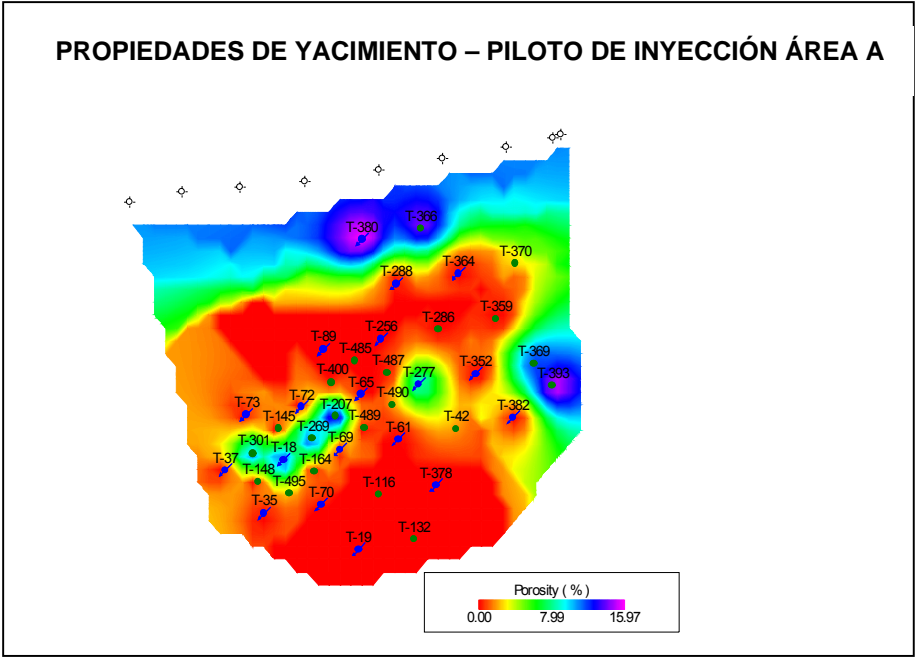 PROPIEDADES DE YACIMIENTO – PILOTO DE INYECCIÓN ÁREA A
T-380
T-366
T-370
T-288
T-364
T-359
T-286
T-256
T-89
T-485
T-369
T-487
T-352
T-400
T-277
T-393
T-65
T-490
T-72
T-207
T-73
T-382
T-145
T-489
T-42
T-269
T-61
T-301
T-18
T-69
T-37
T-148
T-164
T-378
T-495
T-116
T-35
T-70
T-132
T-19
Porosity ( % )
0.00 7.99 15.97